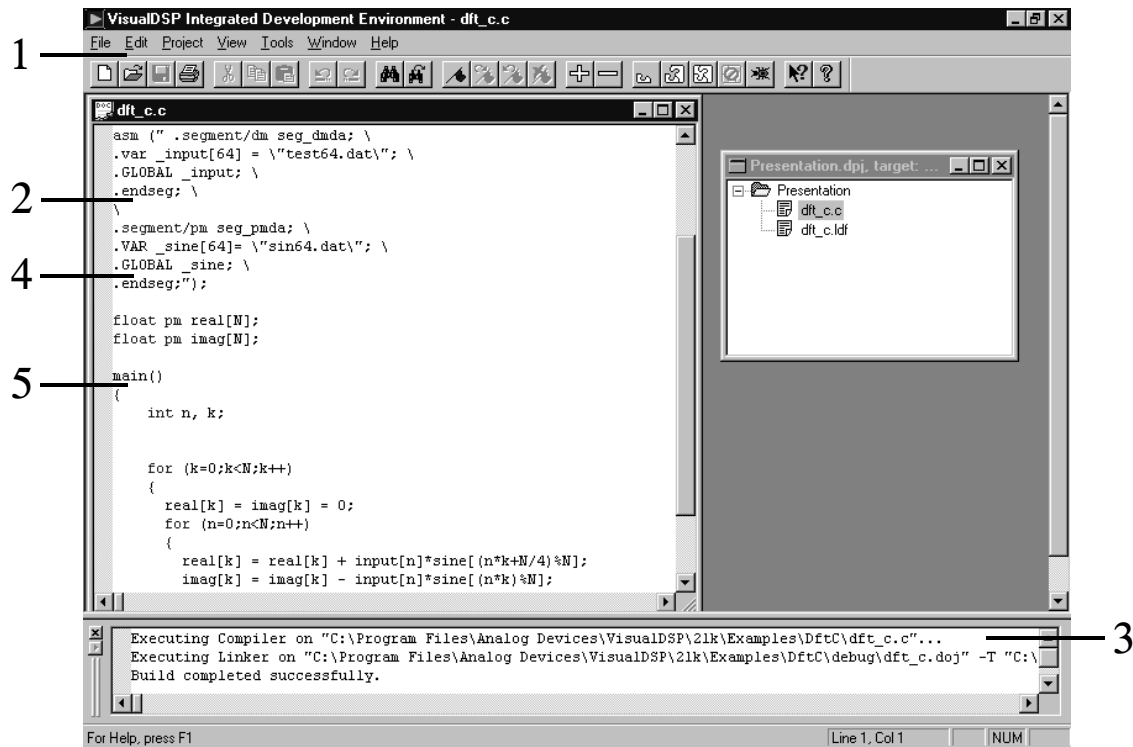 VisualDSP Integrated Development Environment - dft_c.c
File Edit Project View Tools Window Help
1
dft_c.c
asm (" .segment/dm seg_dmda; \
.var _input[64] = \"test64.dat\"; \
.GLOBAL _input; \
.endseg; \
\
.segment/pm seg_pmda; \
.VAR _sine[64]= \"sin64.dat\"; \
.GLOBAL _sine; \
.endseg;");
2
4
float pm real[N];
float pm imag[N];
main()
5
{
int n, k;
for (k=0;k<N;k++)
{
real[k] = imag[k] = 0;
for (n=0;n<N;n++)
{
real[k] = real[k] + input[n]*sine[(n*k+N/4)%N];
imag[k] = imag[k] - input[n]*sine[(n*k)%N];
Presentation.dpj, target: ...
Presentation
dft_c.c
dft_c.ldf
Executing Compiler on "C:\Program Files\Analog Devices\VisualDSP\21k\Examples\DftC\dft_c.c"...
3
Executing Linker on "C:\Program Files\Analog Devices\VisualDSP\21k\Examples\DftC\debug\dft_c.doj" -T "C:\
Build completed successfully.
For Help, press F1
Line 1, Col 1
NUM